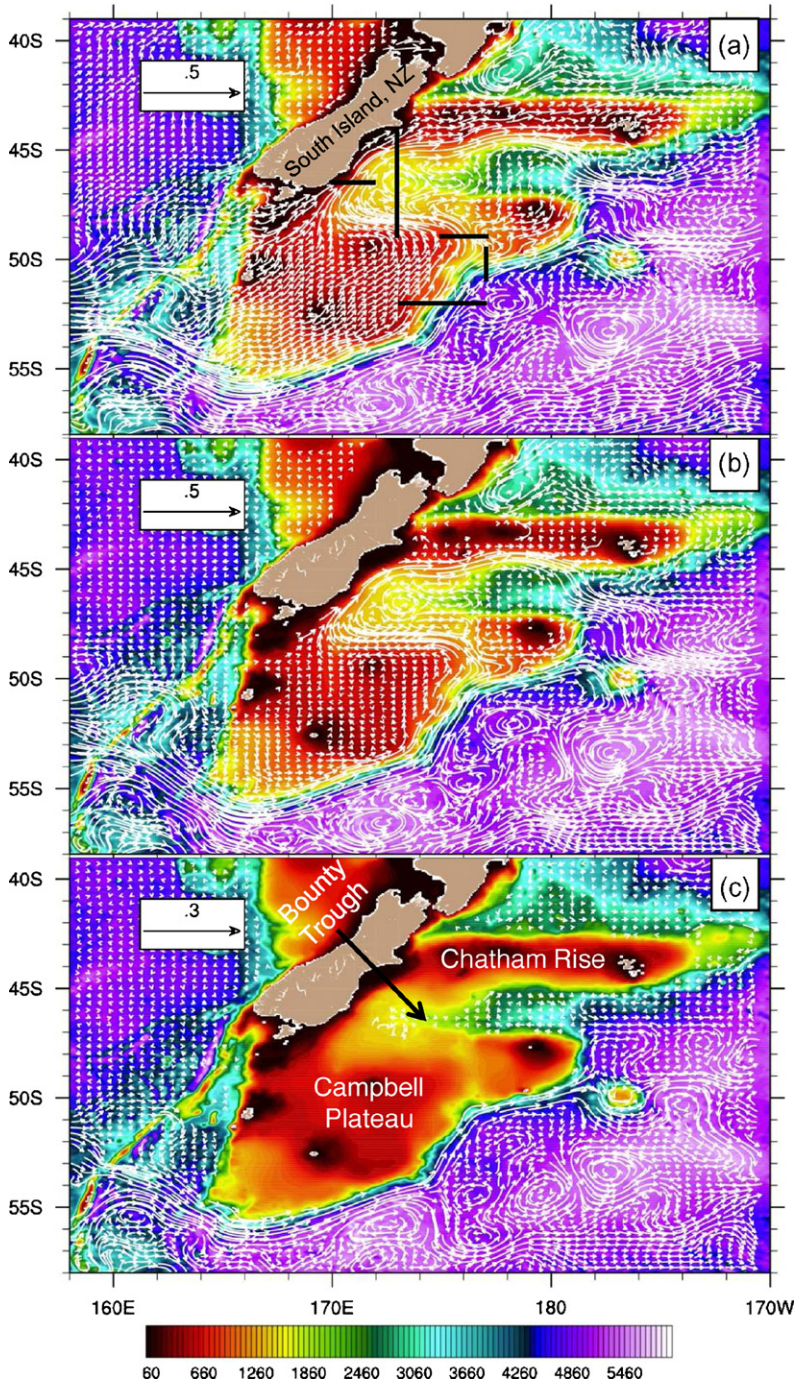 40S
(a)
.5
South Island, NZ
45S
50S
55S
40S
(b)
.5
45S
50S
55S
40S
(c)
.3
Bounty
Trough
Chatham Rise
45S
Campbell
Plateau
50S
55S
160E 170E 180 170W
60 660 1260 1860 2460 3060 3660 4260 4860 5460